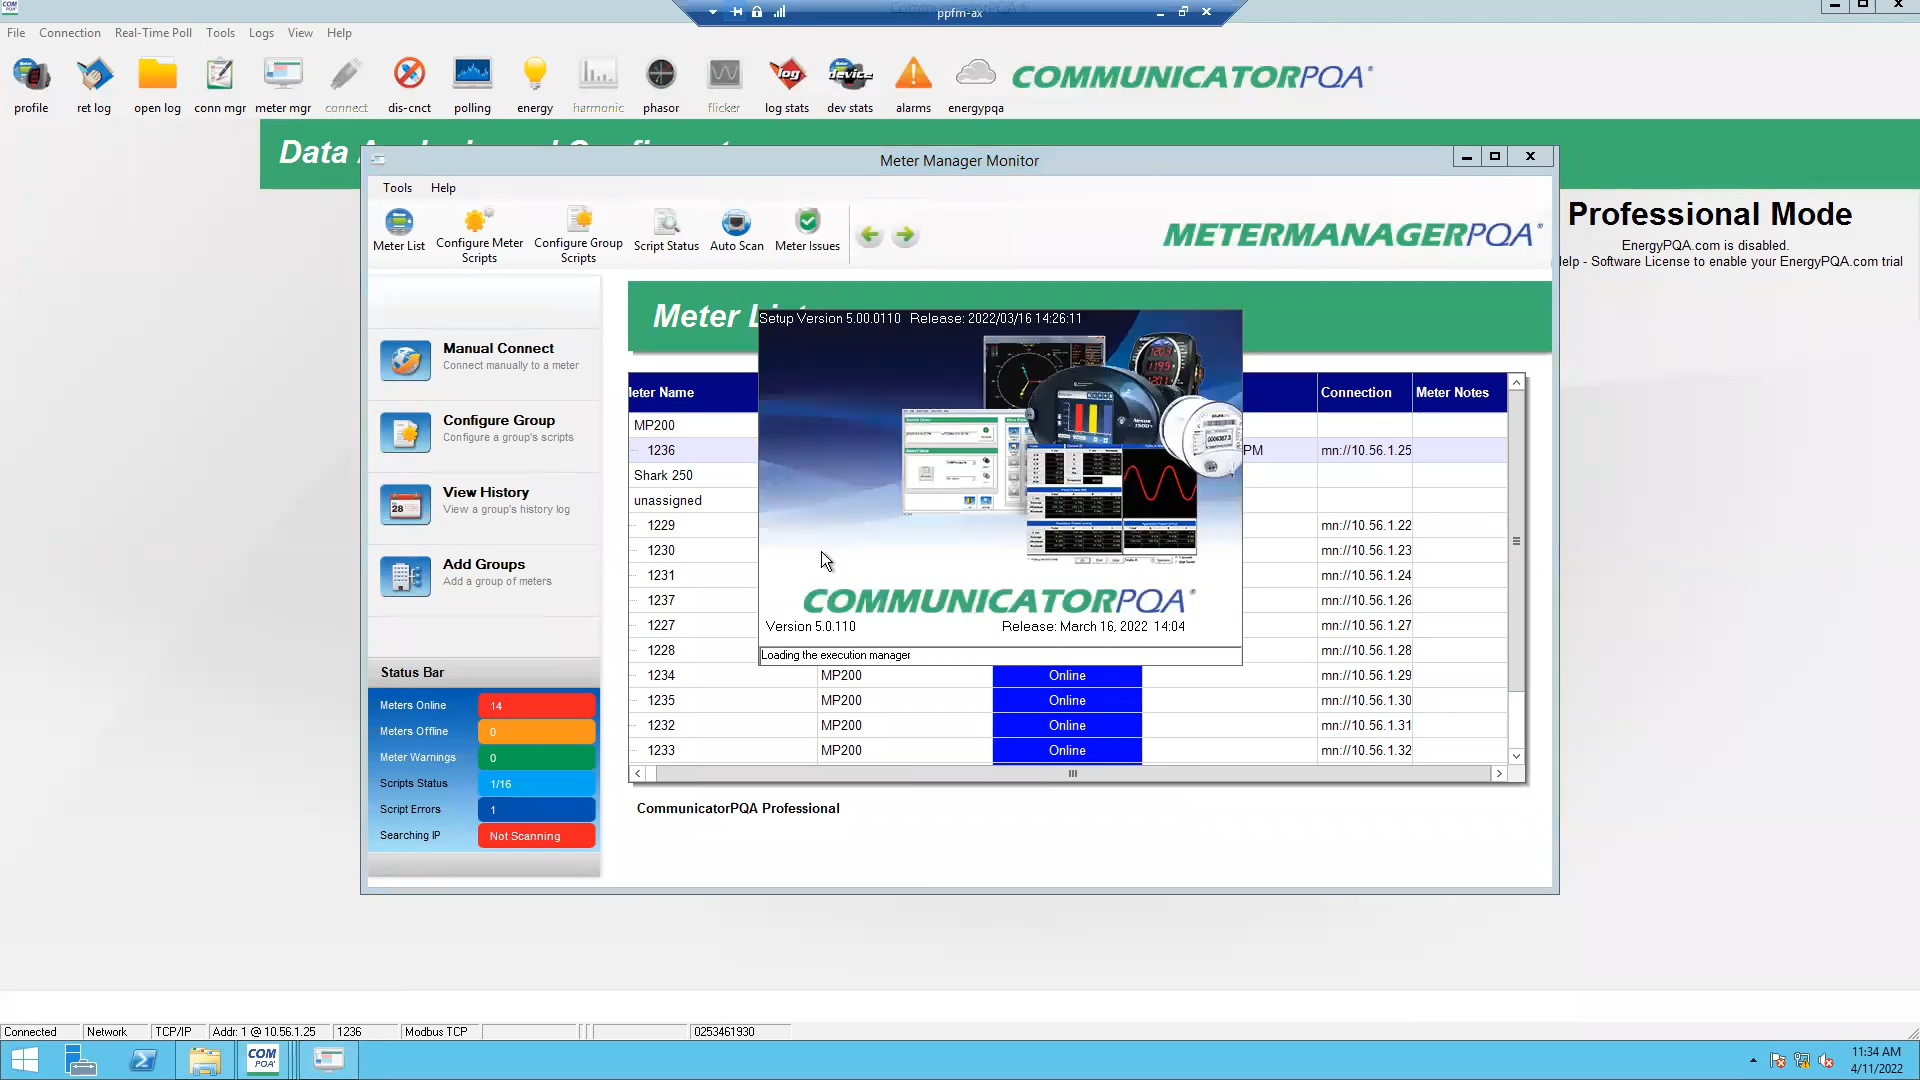 ppfm-ax
File Connection Real-Time Poll Tools Logs View Help
profile ret log open log conn mgr meter mgr connect dis-cnct polling energy harmonic phasor flicker log stats dev stats alarms energypqa
COMMUNICATORPQA®
Data
Meter Manager Monitor
Professional Mode
EnergyPQA.com is disabled.
elp - Software License to enable your EnergyPQA.com trial
Tools Help
Meter List
Configure Meter Scripts
Configure Group Scripts
Script Status
Auto Scan
Meter Issues
METERMANAGERPQA®
Manual Connect
Connect manually to a meter
Configure Group
Configure a group's scripts
View History
View a group's history log
Add Groups
Add a group of meters
Status Bar
Meters Online 14
Meters Offline 0
Meter Warnings 0
Scripts Status 1/16
Script Errors 1
Searching IP Not Scanning
Meter L
Setup Version 5.00.0110 Release: 2022/03/16 14:26:11
COMMUNICATORPQA®
Version 5.0.110 Release: March 16, 2022 14:04
Loading the execution manager
eter Name Connection Meter Notes
MP200
1236 PM mn://10.56.1.25
Shark 250
unassigned
1229 mn://10.56.1.22
1230 mn://10.56.1.23
1231 mn://10.56.1.24
1237 mn://10.56.1.26
1227 mn://10.56.1.27
1228 mn://10.56.1.28
1234 MP200 Online mn://10.56.1.29
1235 MP200 Online mn://10.56.1.30
1232 MP200 Online mn://10.56.1.31
1233 MP200 Online mn://10.56.1.32
CommunicatorPQA Professional
Connected Network TCP/IP Addr: 1 @ 10.56.1.25 1236 Modbus TCP 0253461930
COM PQA
11:34 AM
4/11/2022